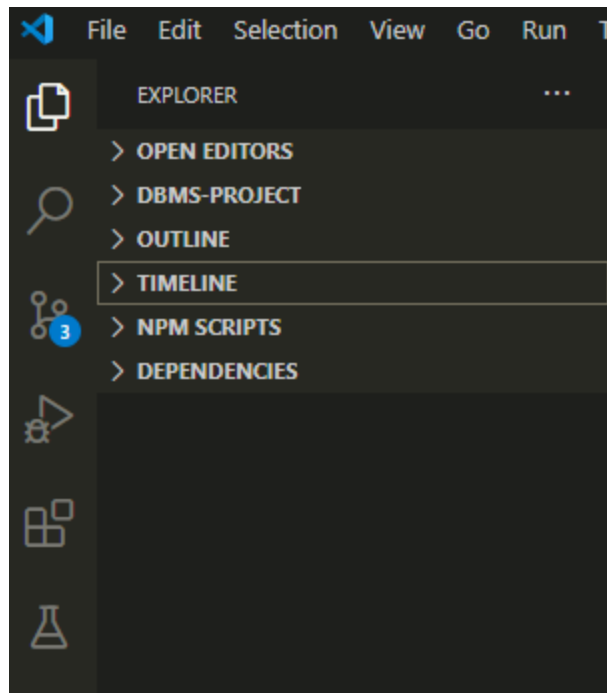 File Edit Selection View Go Run
EXPLORER
OPEN EDITORS
DBMS-PROJECT
OUTLINE
TIMELINE
3
NPM SCRIPTS
DEPENDENCIES